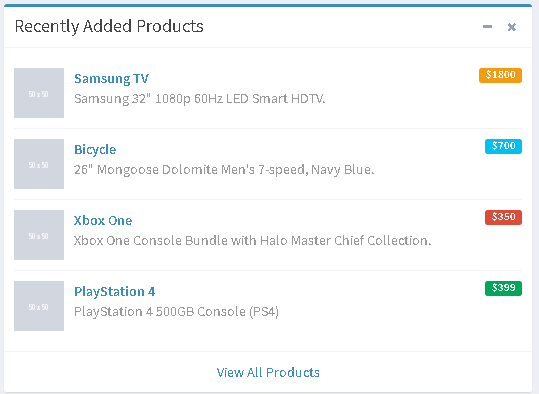 Recently Added Products
50 x 50
Samsung TV
$1800
Samsung 32" 1080p 60Hz LED Smart HDTV.
50 x 50
Bicycle
$700
26" Mongoose Dolomite Men's 7-speed, Navy Blue.
50 x 50
Xbox One
$350
Xbox One Console Bundle with Halo Master Chief Collection.
50 x 50
PlayStation 4
$399
PlayStation 4 500GB Console (PS4)
View All Products